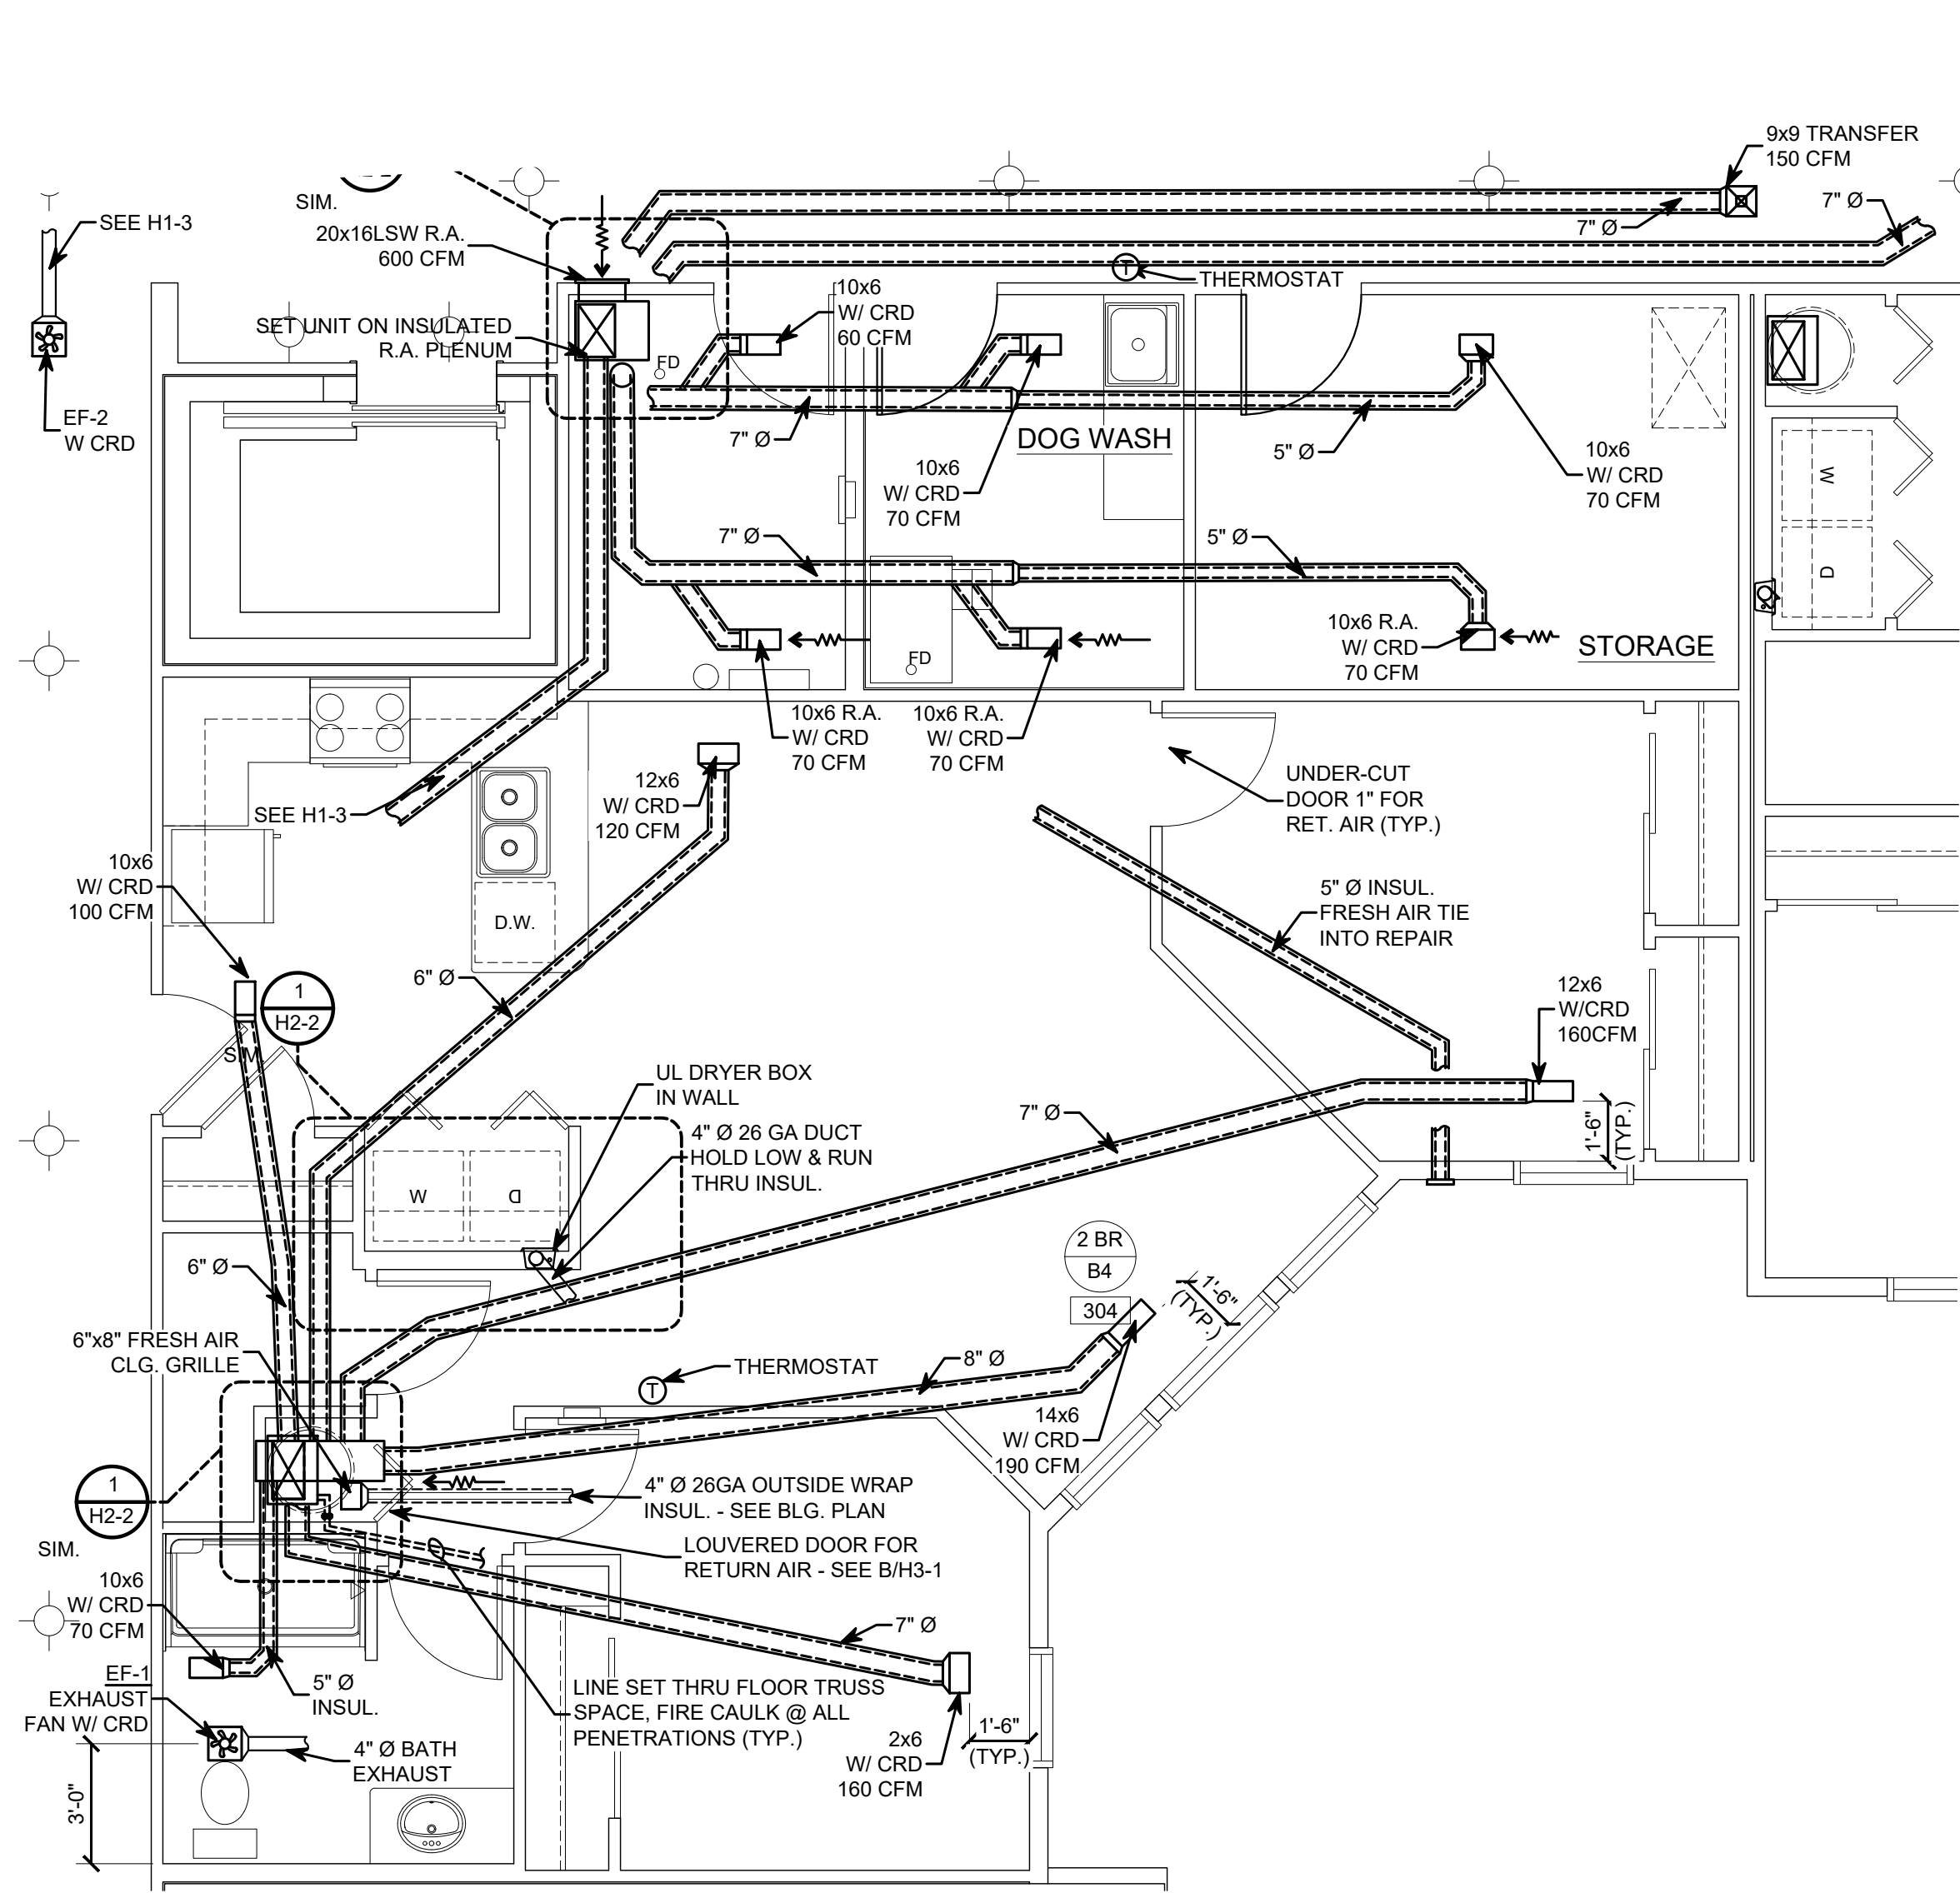 9x9 TRANSFER
150 CFM
7" Ø
7" Ø
SEE H1-3
SIM.
20x16LSW R.A.
600 CFM
T
THERMOSTAT
10x6
W/ CRD
60 CFM
SET UNIT ON INSULATED
R.A. PLENUM
FD
EF-2
W CRD
7" Ø
DOG WASH
5" Ø
10x6
W/ CRD
70 CFM
10x6
W/ CRD
70 CFM
W
D
7" Ø
5" Ø
10x6 R.A.
W/ CRD
70 CFM
STORAGE
FD
10x6 R.A.
W/ CRD
70 CFM
10x6 R.A.
W/ CRD
70 CFM
12x6
W/ CRD
120 CFM
UNDER-CUT
DOOR 1" FOR
RET. AIR (TYP.)
SEE H1-3
10x6
W/ CRD
100 CFM
D.W.
5" Ø INSUL.
FRESH AIR TIE
INTO REPAIR
6" Ø
1
H2-2
SIM.
12x6
W/CRD
160CFM
UL DRYER BOX
IN WALL
7" Ø
1'-6"
(TYP.)
4" Ø 26 GA DUCT
HOLD LOW & RUN
THRU INSUL.
W
D
6" Ø
2 BR
B4
304
1'-6"
(TYP.)
6"x8" FRESH AIR
CLG. GRILLE
T
THERMOSTAT
8" Ø
14x6
W/ CRD
190 CFM
1
H2-2
SIM.
4" Ø 26GA OUTSIDE WRAP
INSUL. - SEE BLG. PLAN
LOUVERED DOOR FOR
RETURN AIR - SEE B/H3-1
10x6
W/ CRD
70 CFM
7" Ø
EF-1
EXHAUST
FAN W/ CRD
5" Ø
INSUL.
LINE SET THRU FLOOR TRUSS
SPACE, FIRE CAULK @ ALL
PENETRATIONS (TYP.)
1'-6"
(TYP.)
2x6
W/ CRD
160 CFM
4" Ø BATH
EXHAUST
3'-0"